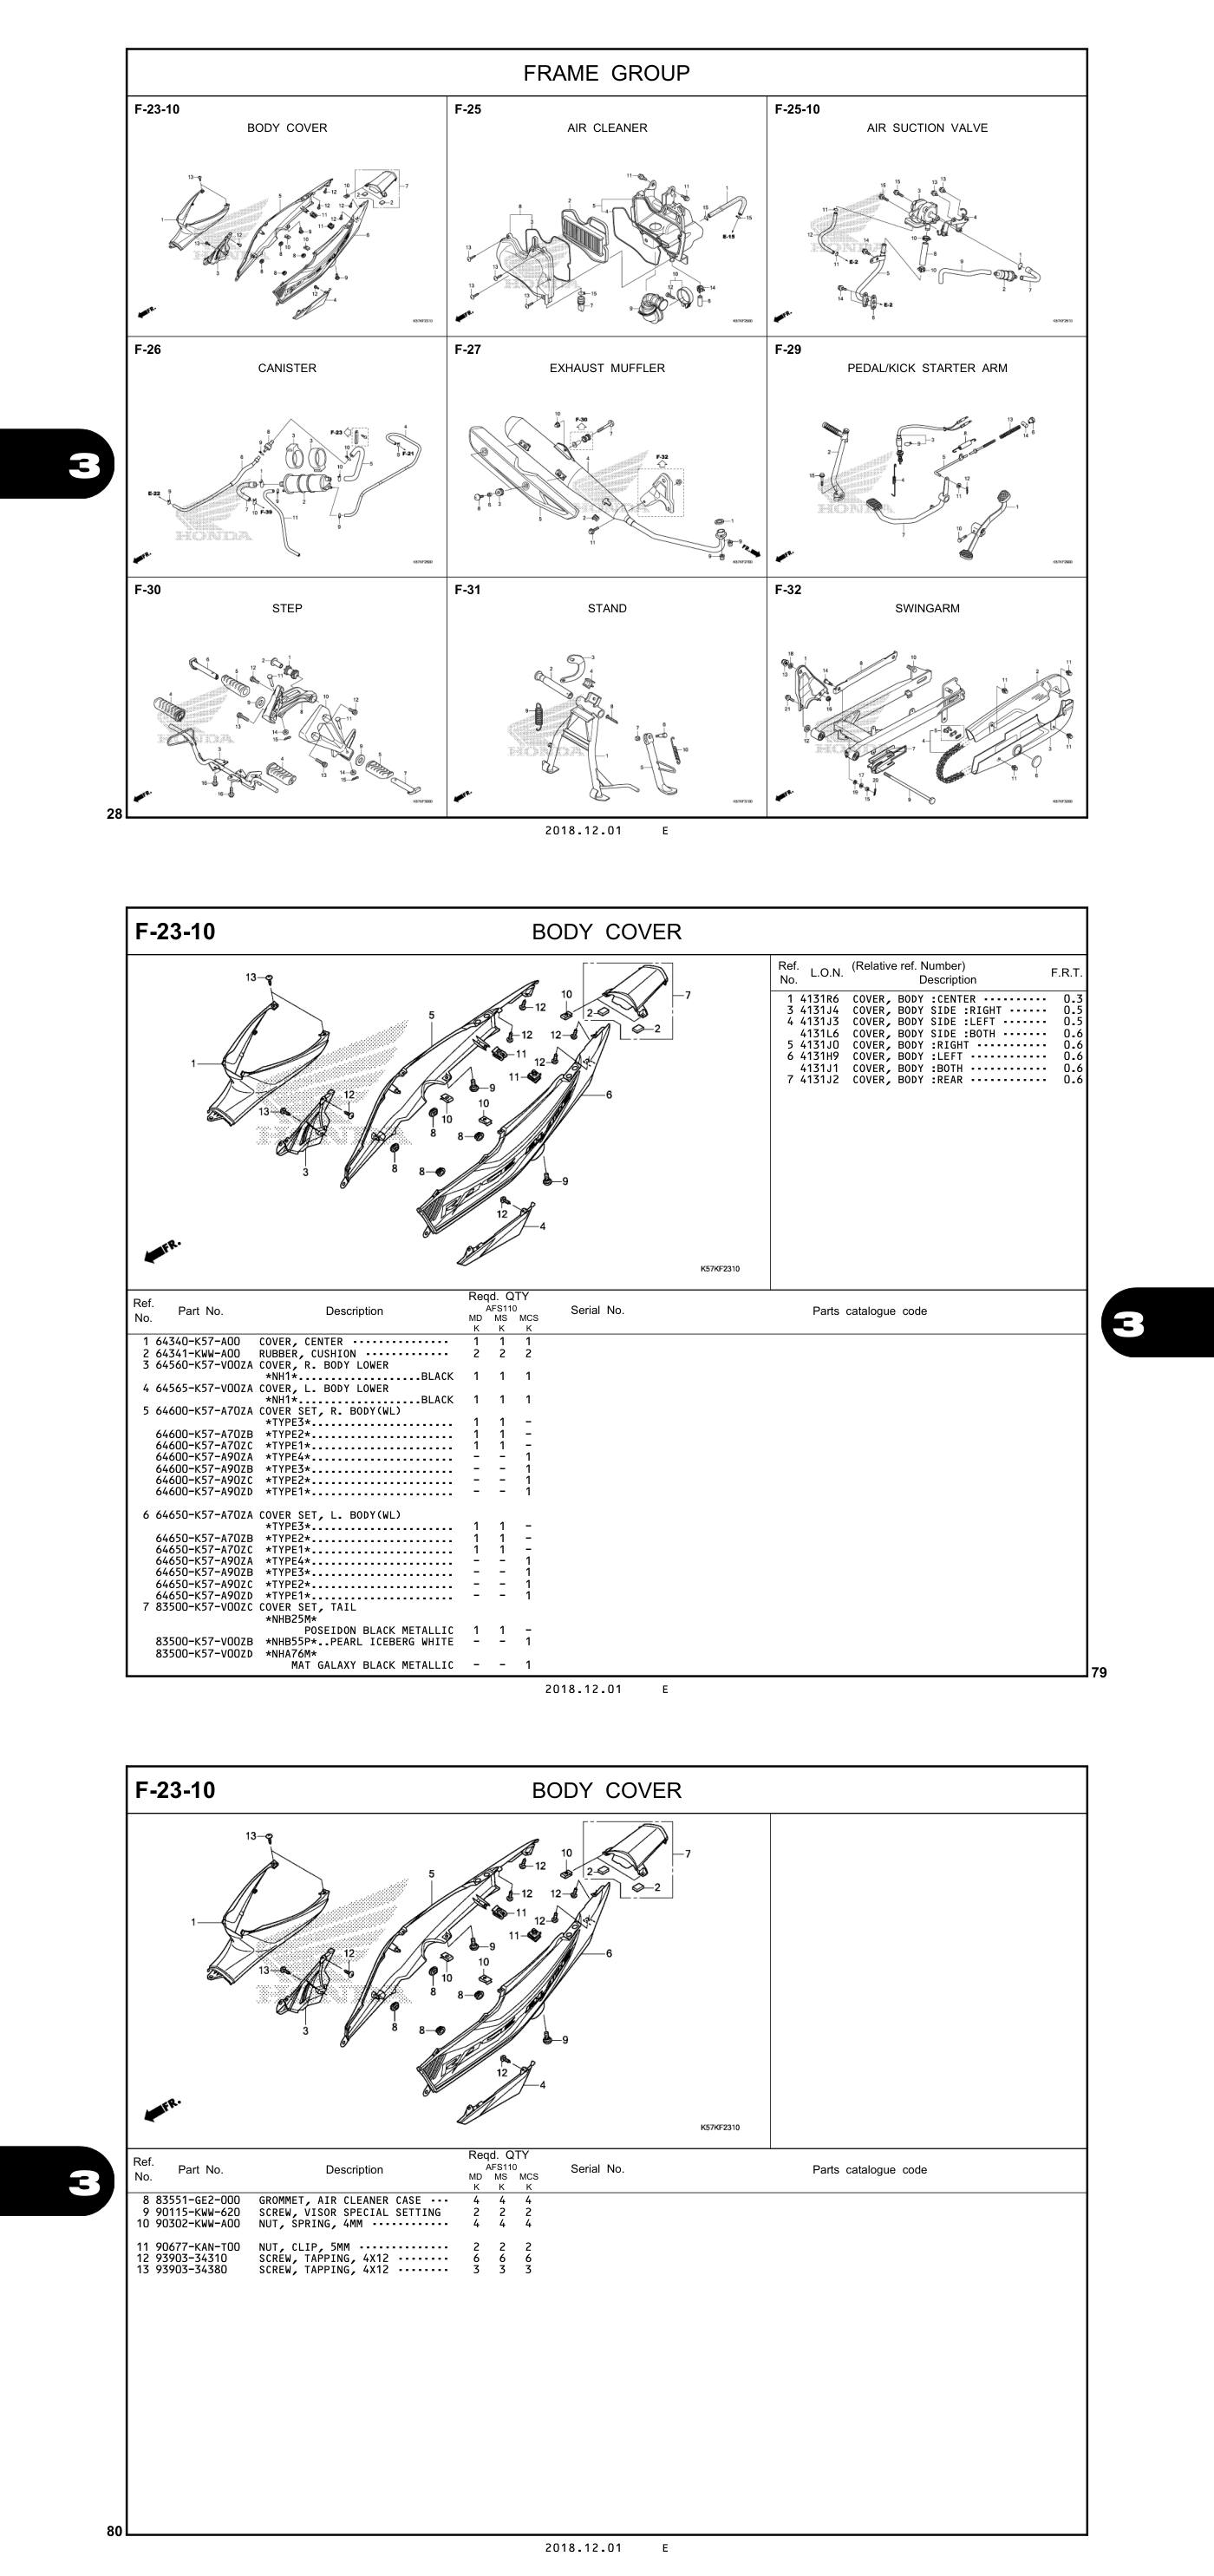 FRAME GROUP
F-23-10
BODY COVER
F-25
AIR CLEANER
F-25-10
AIR SUCTION VALVE
F-26
CANISTER
F-27
EXHAUST MUFFLER
F-29
PEDAL/KICK STARTER ARM
F-30
STEP
F-31
STAND
F-32
SWINGARM
3
28
2018.12.01 E
F-23-10 BODY COVER
HONDA
FR.
K57KF2310
Ref. No. L.O.N. (Relative ref. Number) Description F.R.T.
1 4131R6 COVER, BODY :CENTER ---------- 0.3
3 4131J4 COVER, BODY SIDE :RIGHT ------ 0.5
4 4131J3 COVER, BODY SIDE :LEFT ------- 0.5
4131L6 COVER, BODY SIDE :BOTH ------- 0.6
5 4131J0 COVER, BODY :RIGHT ----------- 0.6
6 4131H9 COVER, BODY :LEFT ------------ 0.6
4131J1 COVER, BODY :BOTH ------------ 0.6
7 4131J2 COVER, BODY :REAR ------------ 0.6
Ref. No. Part No. Description Reqd. QTY AFS110 MD MS MCS K K K Serial No. Parts catalogue code
1 64340-K57-A00 COVER, CENTER --------------- 1 1 1
2 64341-KWW-A00 RUBBER, CUSHION ------------- 2 2 2
3 64560-K57-V00ZA COVER, R. BODY LOWER
*NH1*...................BLACK 1 1 1
4 64565-K57-V00ZA COVER, L. BODY LOWER
*NH1*...................BLACK 1 1 1
5 64600-K57-A70ZA COVER SET, R. BODY(WL)
*TYPE3*...................... 1 1 -
64600-K57-A70ZB *TYPE2*...................... 1 1 -
64600-K57-A70ZC *TYPE1*...................... 1 1 -
64600-K57-A90ZA *TYPE4*...................... - - 1
64600-K57-A90ZB *TYPE3*...................... - - 1
64600-K57-A90ZC *TYPE2*...................... - - 1
64600-K57-A90ZD *TYPE1*...................... - - 1
6 64650-K57-A70ZA COVER SET, L. BODY(WL)
*TYPE3*...................... 1 1 -
64650-K57-A70ZB *TYPE2*...................... 1 1 -
64650-K57-A70ZC *TYPE1*...................... 1 1 -
64650-K57-A90ZA *TYPE4*...................... - - 1
64650-K57-A90ZB *TYPE3*...................... - - 1
64650-K57-A90ZC *TYPE2*...................... - - 1
64650-K57-A90ZD *TYPE1*...................... - - 1
7 83500-K57-V00ZC COVER SET, TAIL
*NHB25M*
POSEIDON BLACK METALLIC 1 1 -
83500-K57-V00ZB *NHB55P*..PEARL ICEBERG WHITE - - 1
83500-K57-V00ZD *NHA76M*
MAT GALAXY BLACK METALLIC - - 1
3
79
2018.12.01 E
F-23-10 BODY COVER
HONDA
FR.
K57KF2310
Ref. No. Part No. Description Reqd. QTY AFS110 MD MS MCS K K K Serial No. Parts catalogue code
8 83551-GE2-000 GROMMET, AIR CLEANER CASE --- 4 4 4
9 90115-KWW-620 SCREW, VISOR SPECIAL SETTING 2 2 2
10 90302-KWW-A00 NUT, SPRING, 4MM ------------ 4 4 4
11 90677-KAN-T00 NUT, CLIP, 5MM -------------- 2 2 2
12 93903-34310 SCREW, TAPPING, 4X12 -------- 6 6 6
13 93903-34380 SCREW, TAPPING, 4X12 -------- 3 3 3
3
80
2018.12.01 E